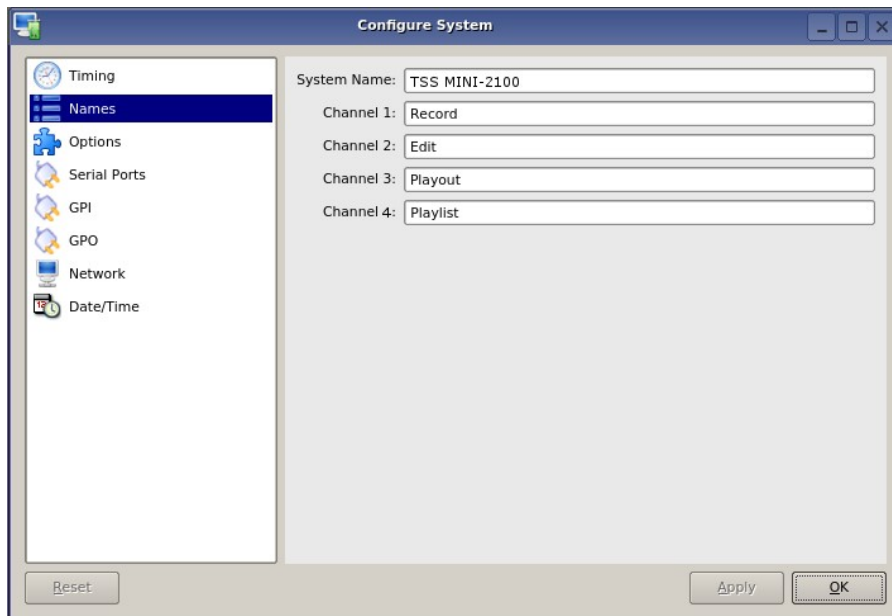 Configure System
Timing
Names
Options
Serial Ports
GPI
GPO
Network
Date/Time
System Name: TSS MINI-2100
Channel 1: Record
Channel 2: Edit
Channel 3: Playout
Channel 4: Playlist
Reset
Apply
OK